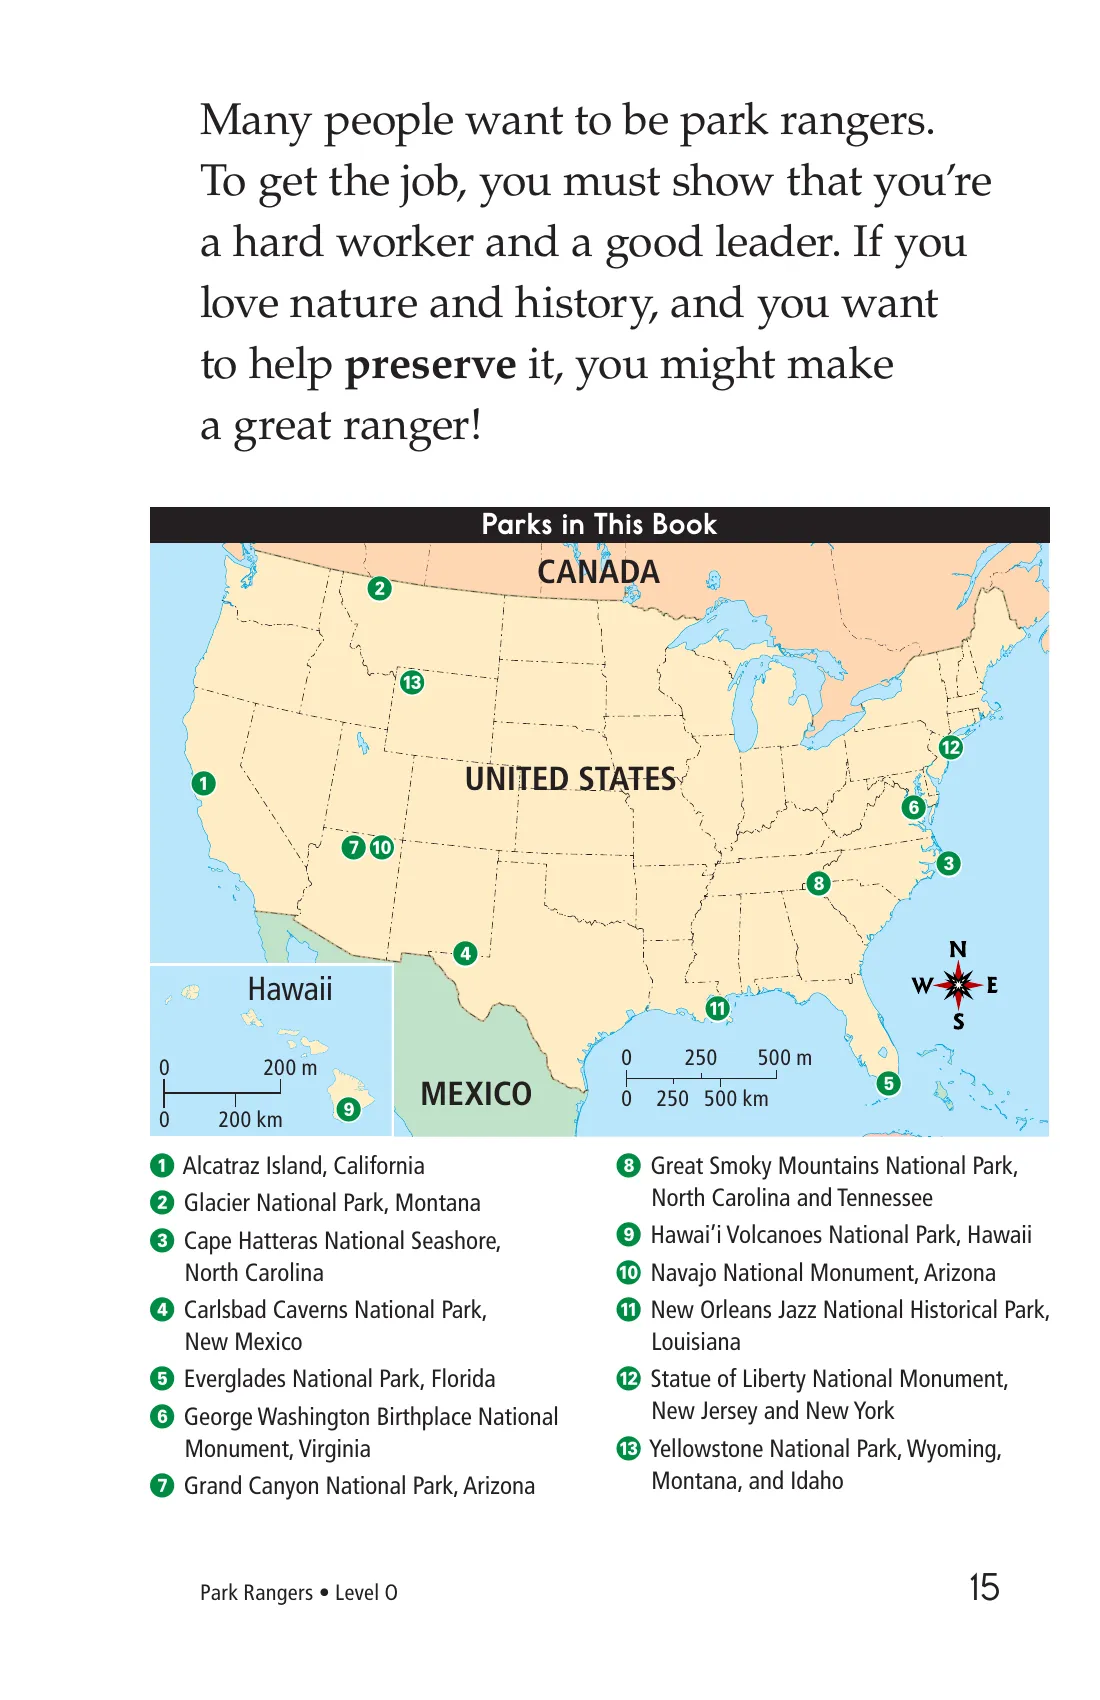 Many people want to be park rangers.
To get the job, you must show that you’re
a hard worker and a good leader. If you
love nature and history, and you want
to help preserve it, you might make
a great ranger!
Parks in This Book
CANADA
2
13
12
1
UNITED STATES
6
7 10
3
8
4
N
W E
S
Hawaii
11
0 250 500 m
0 250 500 km
0 200 m
0 200 km
5
MEXICO
9
1 Alcatraz Island, California
2 Glacier National Park, Montana
3 Cape Hatteras National Seashore,
North Carolina
4 Carlsbad Caverns National Park,
New Mexico
5 Everglades National Park, Florida
6 George Washington Birthplace National
Monument, Virginia
7 Grand Canyon National Park, Arizona
8 Great Smoky Mountains National Park,
North Carolina and Tennessee
9 Hawai’i Volcanoes National Park, Hawaii
10 Navajo National Monument, Arizona
11 New Orleans Jazz National Historical Park,
Louisiana
12 Statue of Liberty National Monument,
New Jersey and New York
13 Yellowstone National Park, Wyoming,
Montana, and Idaho
Park Rangers • Level O
15